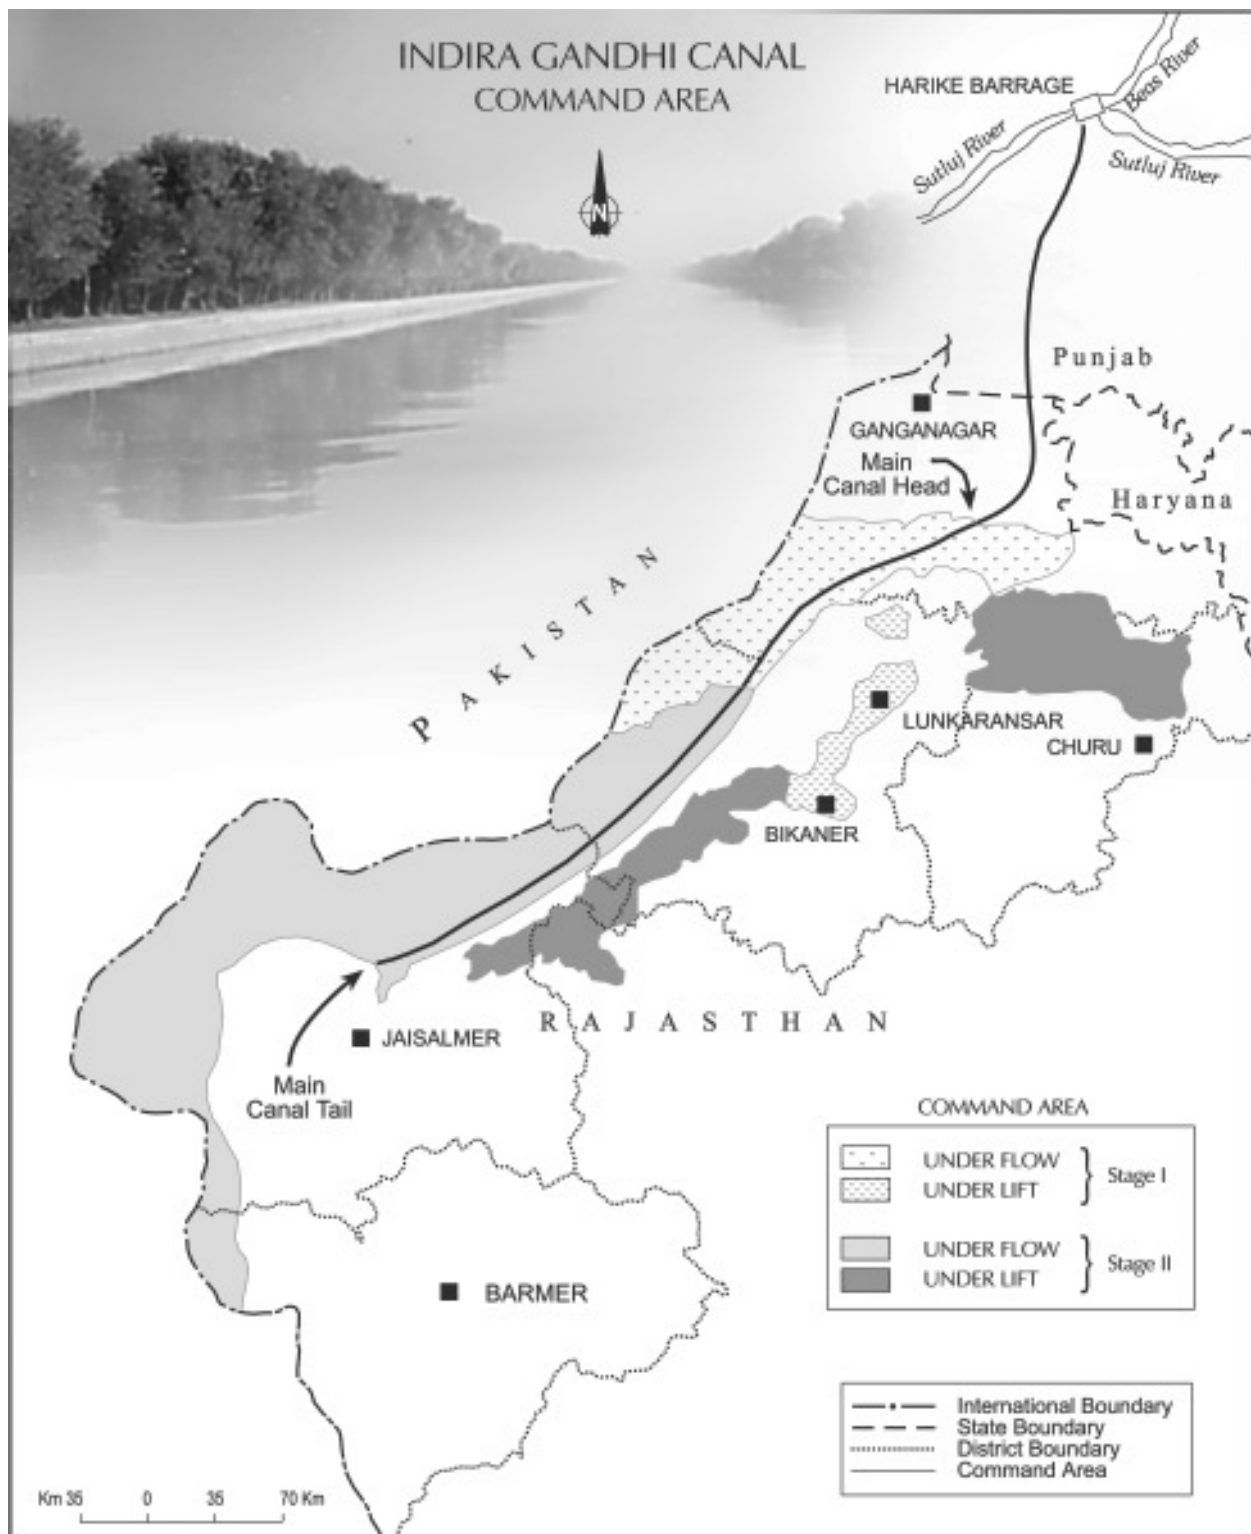 INDIRA GANDHI CANAL
COMMAND AREA
HARIKE BARRAGE
Beas River
Sutluj River
Sutluj River
N
Punjab
GANGANAGAR
Main
Canal Head
Haryana
PAKISTAN
LUNKARANSAR
CHURU
BIKANER
RAJASTHAN
JAISALMER
Main
Canal Tail
BARMER
COMMAND AREA
UNDER FLOW
UNDER LIFT
Stage I
UNDER FLOW
UNDER LIFT
Stage II
International Boundary
State Boundary
District Boundary
Command Area
Km 35 0 35 70 Km